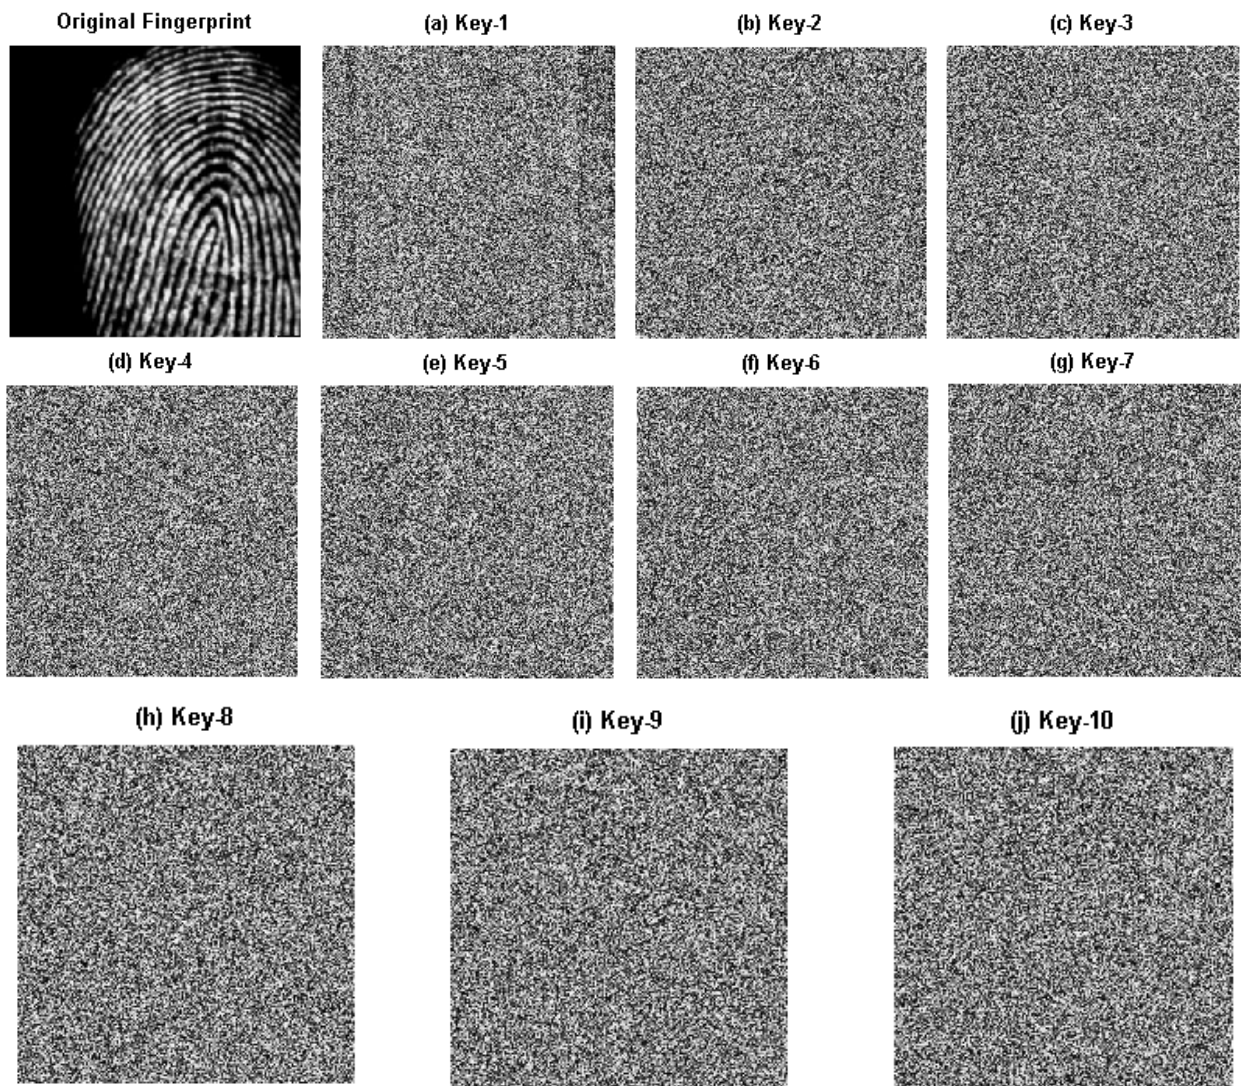 Original Fingerprint
(a) Key-1
(b) Key-2
(c) Key-3
(d) Key-4
(e) Key-5
(f) Key-6
(g) Key-7
(h) Key-8
(i) Key-9
(j) Key-10